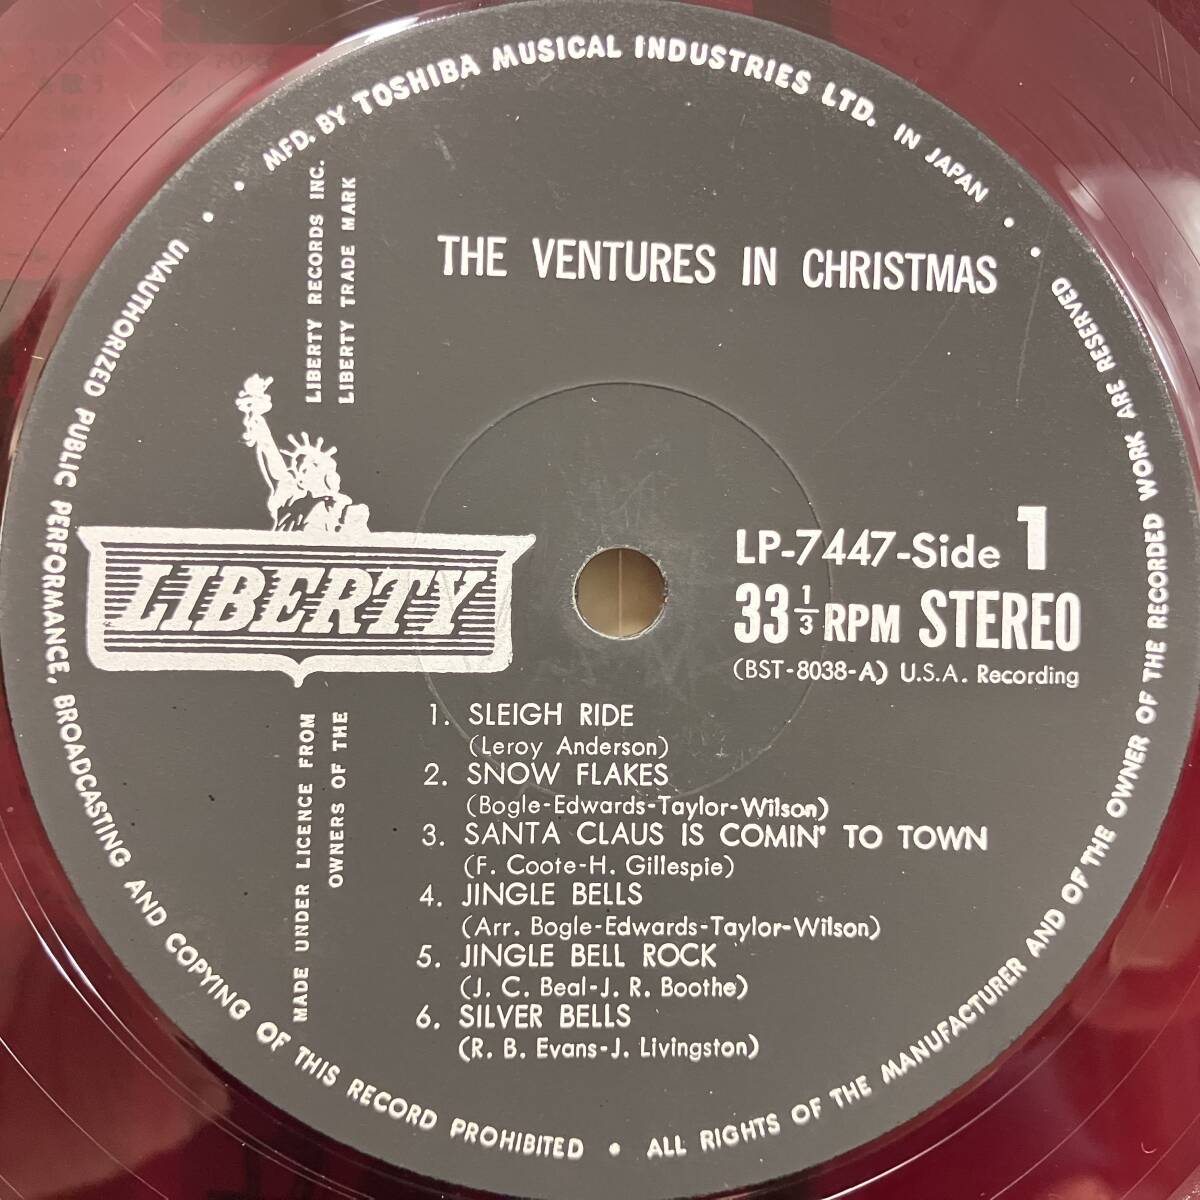 MFD. BY TOSHIBA MUSICAL INDUSTRIES LTD. IN JAPAN
THE VENTURES IN CHRISTMAS
LIBERTY RECORDS INC.
LIBERTY TRADE MARK
LIBERTY
LP-7447-Side 1
33 1/3 RPM STEREO
(BST-8038-A) U.S.A. Recording
MADE UNDER LICENCE FROM
OWNERS OF THE
1. SLEIGH RIDE
(Leroy Anderson)
2. SNOW FLAKES
(Bogle-Edwards-Taylor-Wilson)
3. SANTA CLAUS IS COMIN' TO TOWN
(F. Coote-H. Gillespie)
4. JINGLE BELLS
(Arr. Bogle-Edwards-Taylor-Wilson)
5. JINGLE BELL ROCK
(J. C. Beal-J. R. Boothe)
6. SILVER BELLS
(R. B. Evans-J. Livingston)
UNAUTHORIZED PUBLIC PERFORMANCE, BROADCASTING AND COPYING OF THIS RECORD PROHIBITED • ALL RIGHTS OF THE MANUFACTURER AND OF THE OWNER OF THE RECORDED WORK ARE RESERVED